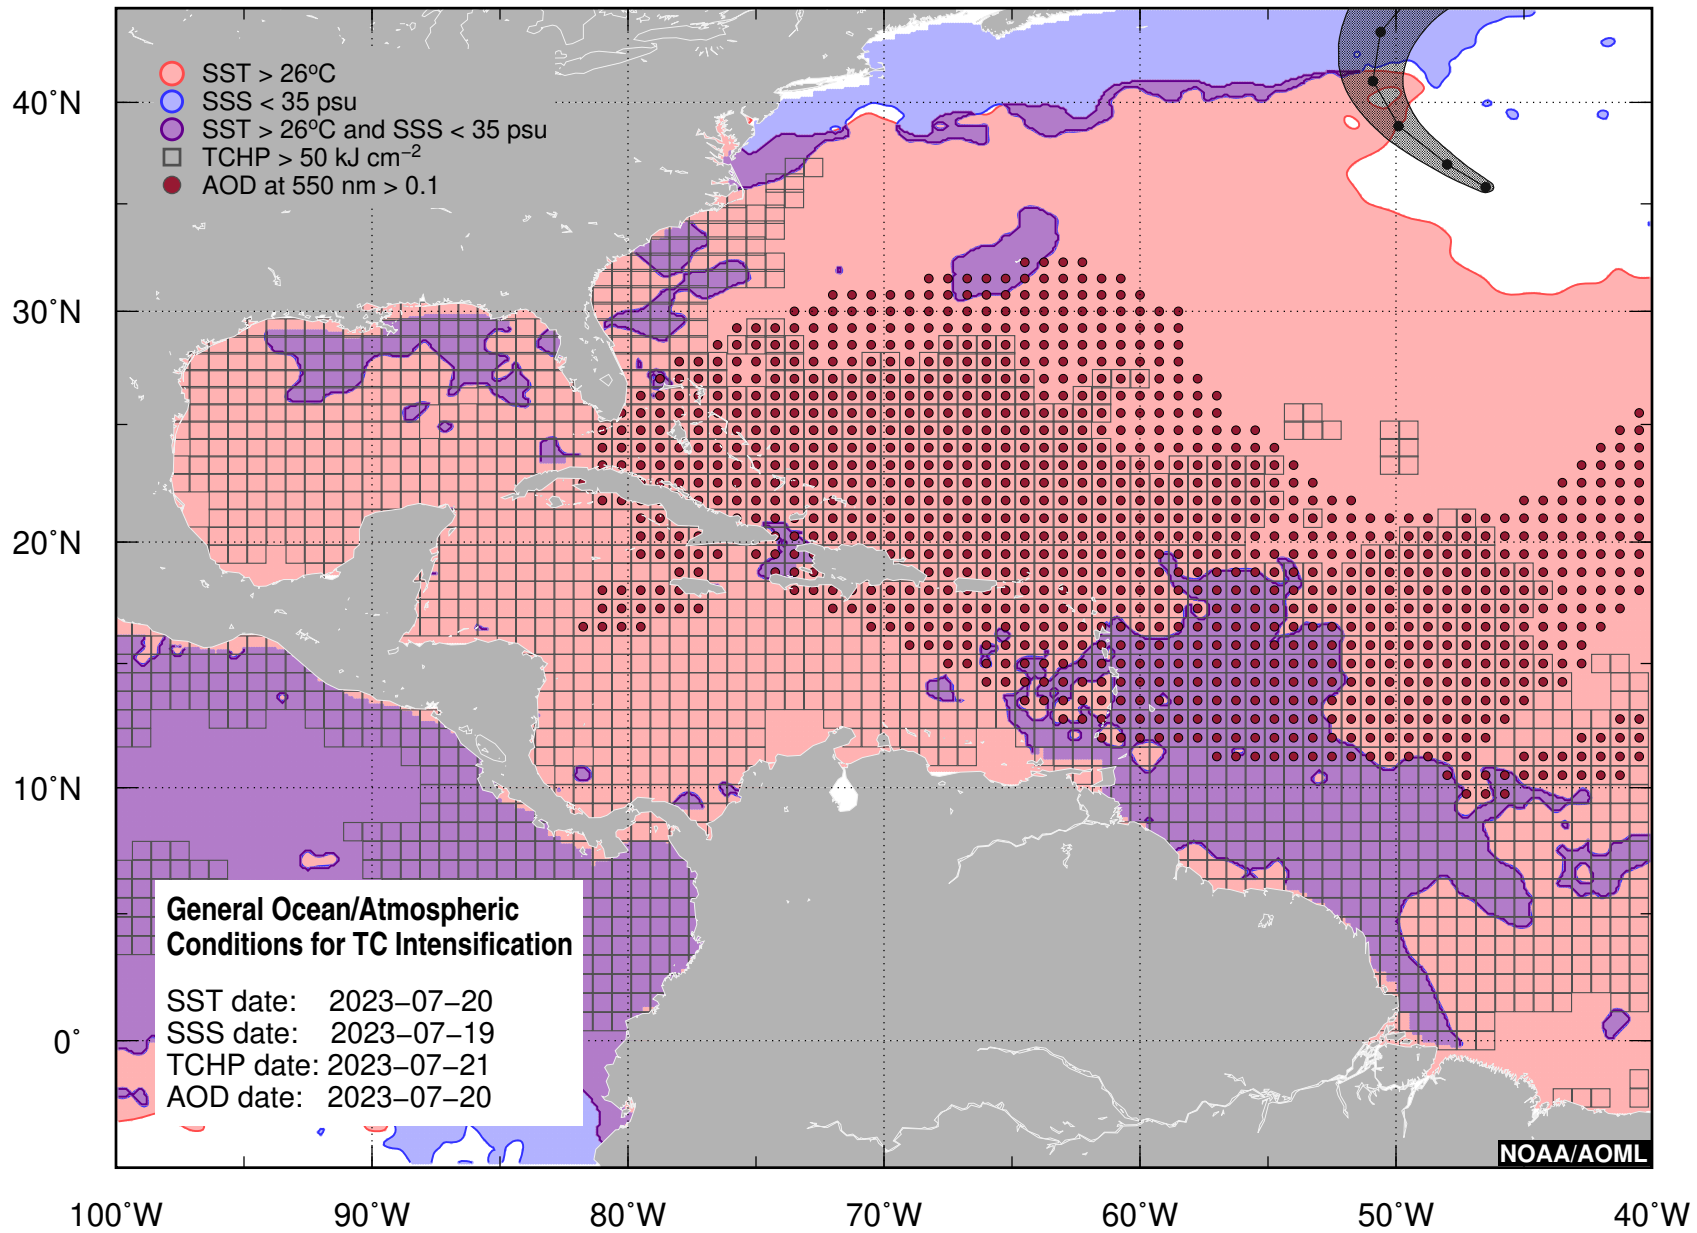 SST > 26°C
SSS < 35 psu
SST > 26°C and SSS < 35 psu
TCHP > 50 kJ cm⁻²
AOD at 550 nm > 0.1
40°N
30°N
20°N
10°N
0°
General Ocean/Atmospheric
Conditions for TC Intensification
SST date: 2023−07−20
SSS date: 2023−07−19
TCHP date: 2023−07−21
AOD date: 2023−07−20
NOAA/AOML
100°W 90°W 80°W 70°W 60°W 50°W 40°W